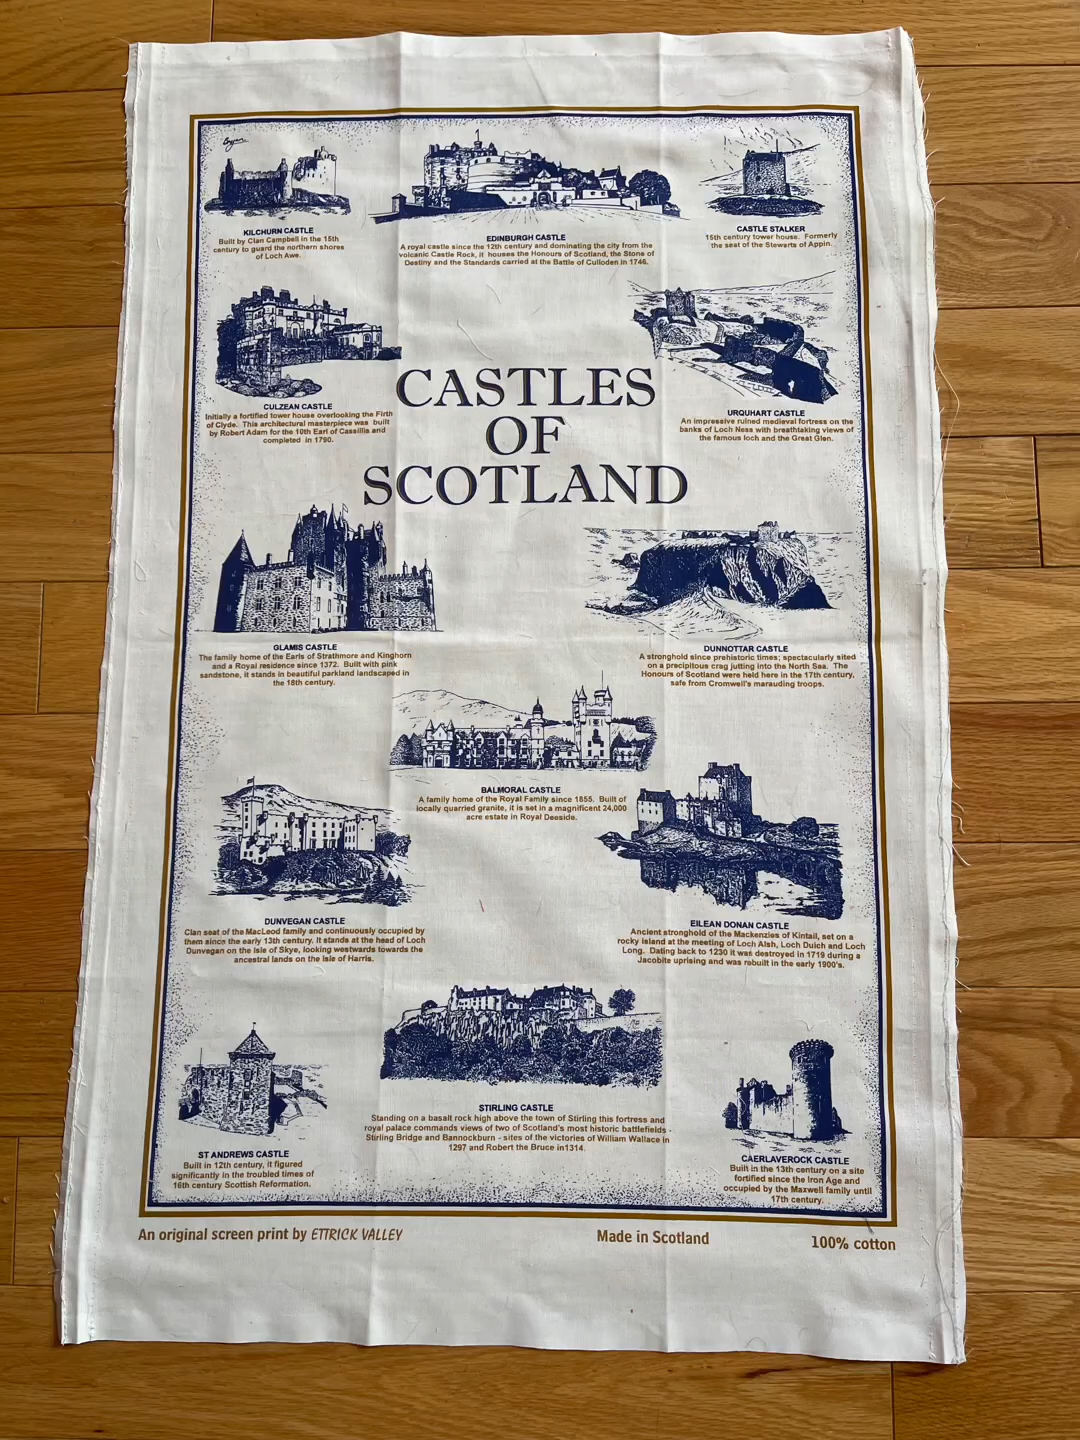 Gyan
KILCHURN CASTLE
Built by Clan Campbell in the 15th
century to guard the northern shores
of Loch Awe.
EDINBURGH CASTLE
A royal castle since the 12th century and dominating the city from the
volcanic Castle Rock, it houses the Honours of Scotland, the Stone of
Destiny and the Standards carried at the Battle of Culloden in 1746.
CASTLE STALKER
15th century tower house. Formerly
the seat of the Stewarts of Appin.
CULZEAN CASTLE
Initially a fortified tower house overlooking the Firth
of Clyde. This architectural masterpiece was built
by Robert Adam for the 10th Earl of Cassillis and
completed in 1790.
URQUHART CASTLE
An impressive ruined medieval fortress on the
banks of Loch Ness with breathtaking views of
the famous loch and the Great Glen.
CASTLES
OF
SCOTLAND
GLAMIS CASTLE
The family home of the Earls of Strathmore and Kinghorn
and a Royal residence since 1372. Built with pink
sandstone, it stands in beautiful parkland landscaped in
the 18th century.
DUNNOTTAR CASTLE
A stronghold since prehistoric times; spectacularly sited
on a precipitous crag jutting into the North Sea. The
Honours of Scotland were held here in the 17th century,
safe from Cromwell's marauding troops.
BALMORAL CASTLE
A family home of the Royal Family since 1855. Built of
locally quarried granite, it is set in a magnificent 24,000
acre estate in Royal Deeside.
DUNVEGAN CASTLE
Clan seat of the MacLeod family and continuously occupied by
them since the early 13th century. It stands at the head of Loch
Dunvegan on the Isle of Skye, looking westwards towards the
ancestral lands on the Isle of Harris.
EILEAN DONAN CASTLE
Ancient stronghold of the Mackenzies of Kintail, set on a
rocky island at the meeting of Loch Alsh, Loch Duich and Loch
Long. Dating back to 1230 it was destroyed in 1719 during a
Jacobite uprising and was rebuilt in the early 1900's.
STIRLING CASTLE
Standing on a basalt rock high above the town of Stirling this fortress and
royal palace commands views of two of Scotland's most historic battlefields -
Stirling Bridge and Bannockburn - sites of the victories of William Wallace in
1297 and Robert the Bruce in1314.
ST ANDREWS CASTLE
Built in 12th century, it figured
significantly in the troubled times of
16th century Scottish Reformation.
CAERLAVEROCK CASTLE
Built in the 13th century on a site
fortified since the Iron Age and
occupied by the Maxwell family until
17th century.
An original screen print by ETTRICK VALLEY
Made in Scotland
100% cotton